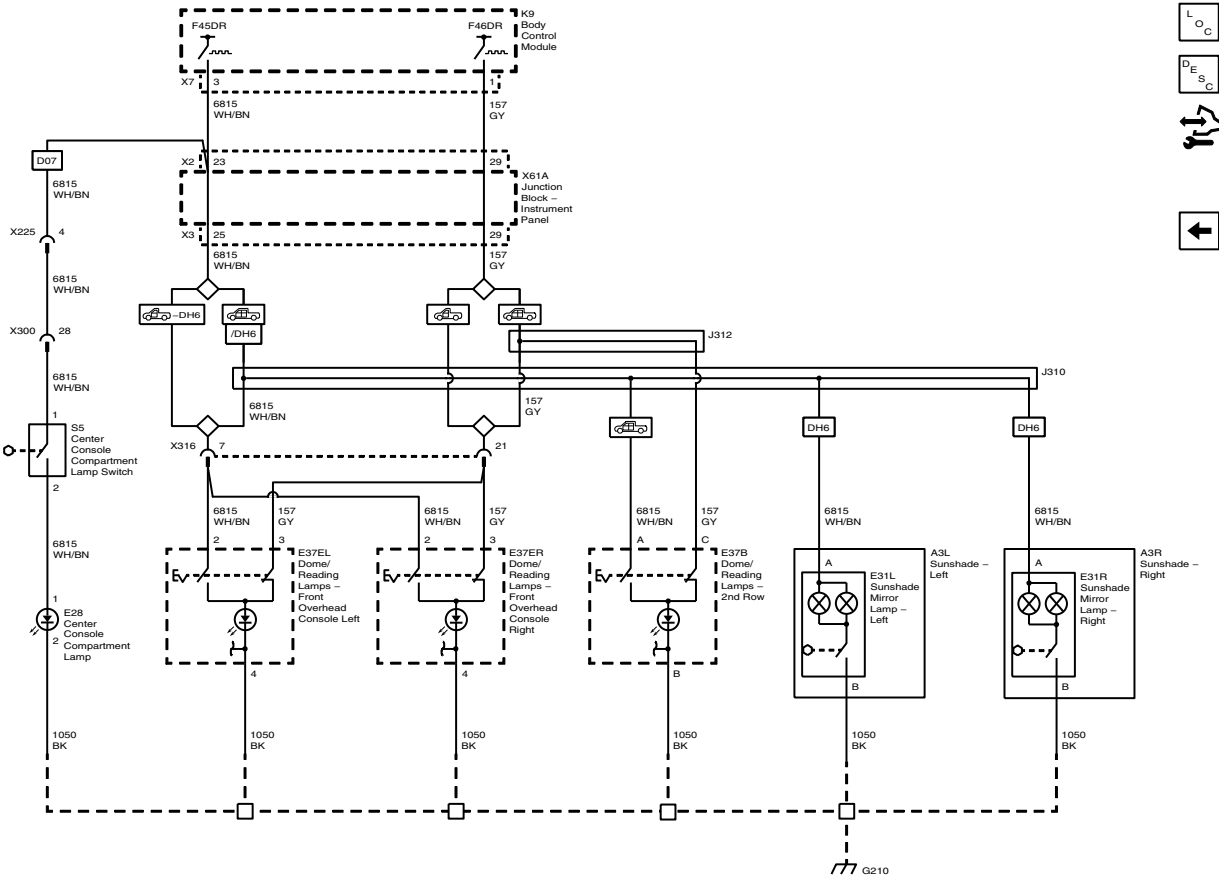 F45DR
F46DR
K9
Body
Control
Module
L
O
C
D
E
S
C
X7
3
1
6815
WH/BN
157
GY
D07
X2
23
29
6815
WH/BN
X61A
Junction
Block –
Instrument
Panel
X225
4
X3
25
29
6815
WH/BN
157
GY
6815
WH/BN
–DH6
/DH6
J312
X300
28
J310
6815
WH/BN
6815
WH/BN
157
GY
1
S5
Center
Console
Compartment
Lamp Switch
2
X316
7
21
DH6
DH6
6815
WH/BN
157
GY
6815
WH/BN
157
GY
6815
WH/BN
157
GY
6815
WH/BN
6815
WH/BN
6815
WH/BN
2
3
E37EL
Dome/
Reading
Lamps –
Front
Overhead
Console Left
2
3
E37ER
Dome/
Reading
Lamps –
Front
Overhead
Console
Right
A
C
E37B
Dome/
Reading
Lamps –
2nd Row
A
A3L
Sunshade –
Left
E31L
Sunshade
Mirror
Lamp –
Left
A
A3R
Sunshade –
Right
E31R
Sunshade
Mirror
Lamp –
Right
1
E28
Center
Console
Compartment
Lamp
2
4
4
B
B
B
1050
BK
1050
BK
1050
BK
1050
BK
1050
BK
1050
BK
G210